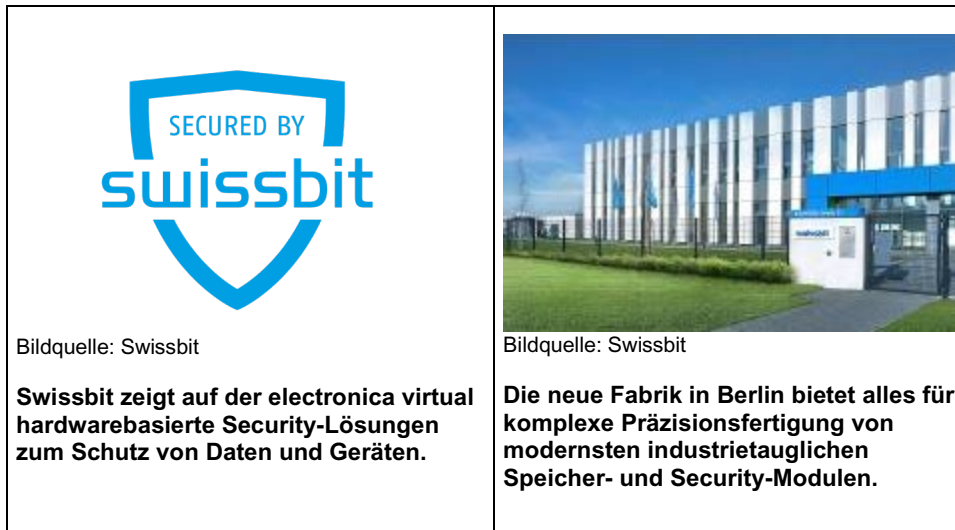 SECURED BY
swissbit
Bildquelle: Swissbit
Swissbit zeigt auf der electronica virtual
hardwarebasierte Security-Lösungen
zum Schutz von Daten und Geräten.
swissbit
Bildquelle: Swissbit
Die neue Fabrik in Berlin bietet alles für
komplexe Präzisionsfertigung von
modernsten industrietauglichen
Speicher- und Security-Modulen.